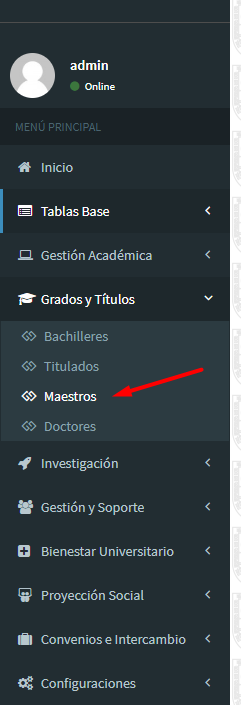 admin
Online
MENÚ PRINCIPAL
Inicio
Tablas Base
Gestión Académica
Grados y Títulos
Bachilleres
Titulados
Maestros
Doctores
Investigación
Gestión y Soporte
Bienestar Universitario
Proyección Social
Convenios e Intercambio
Configuraciones